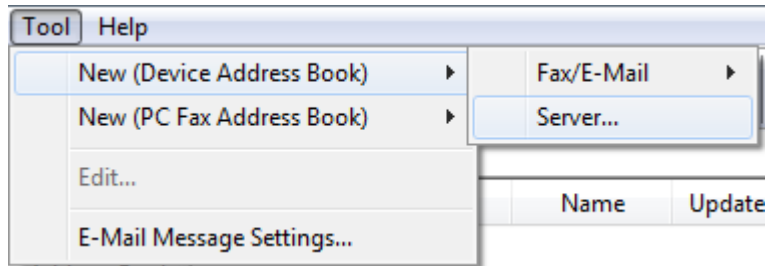 Tool Help
New (Device Address Book)
Fax/E-Mail
New (PC Fax Address Book)
Server...
Edit...
Name Update
E-Mail Message Settings...